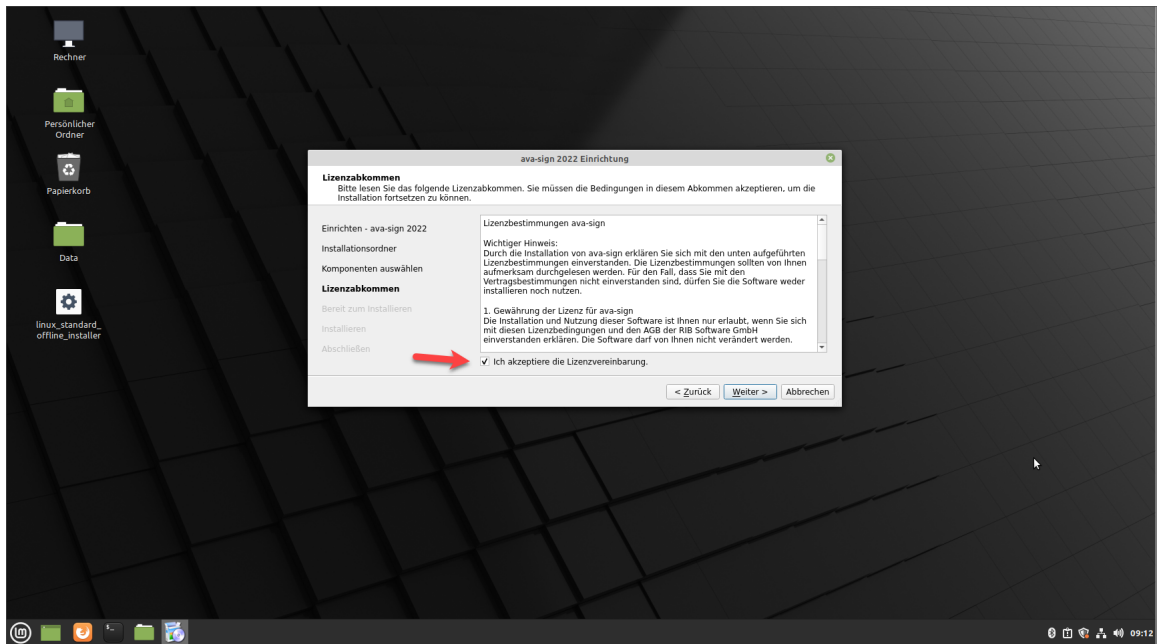 Rechner
Persönlicher
Ordner
Papierkorb
Data
linux_standard_
offline_installer
ava-sign 2022 Einrichtung
Lizenzabkommen
Bitte lesen Sie das folgende Lizenzabkommen. Sie müssen die Bedingungen in diesem Abkommen akzeptieren, um die
Installation fortsetzen zu können.
Einrichten - ava-sign 2022
Installationsordner
Komponenten auswählen
Lizenzabkommen
Bereit zum Installieren
Installieren
Abschließen
Lizenzbestimmungen ava-sign
Wichtiger Hinweis:
Durch die Installation von ava-sign erklären Sie sich mit den unten aufgeführten
Lizenzbestimmungen einverstanden. Die Lizenzbestimmungen sollten von Ihnen
aufmerksam durchgelesen werden. Für den Fall, dass Sie mit den
Vertragsbestimmungen nicht einverstanden sind, dürfen Sie die Software weder
installieren noch nutzen.
1. Gewährung der Lizenz für ava-sign
Die Installation und Nutzung dieser Software ist Ihnen nur erlaubt, wenn Sie sich
mit diesen Lizenzbedingungen und den AGB der RIB Software GmbH
einverstanden erklären. Die Software darf von Ihnen nicht verändert werden.
Ich akzeptiere die Lizenzvereinbarung.
< Zurück
Weiter >
Abbrechen
09:12